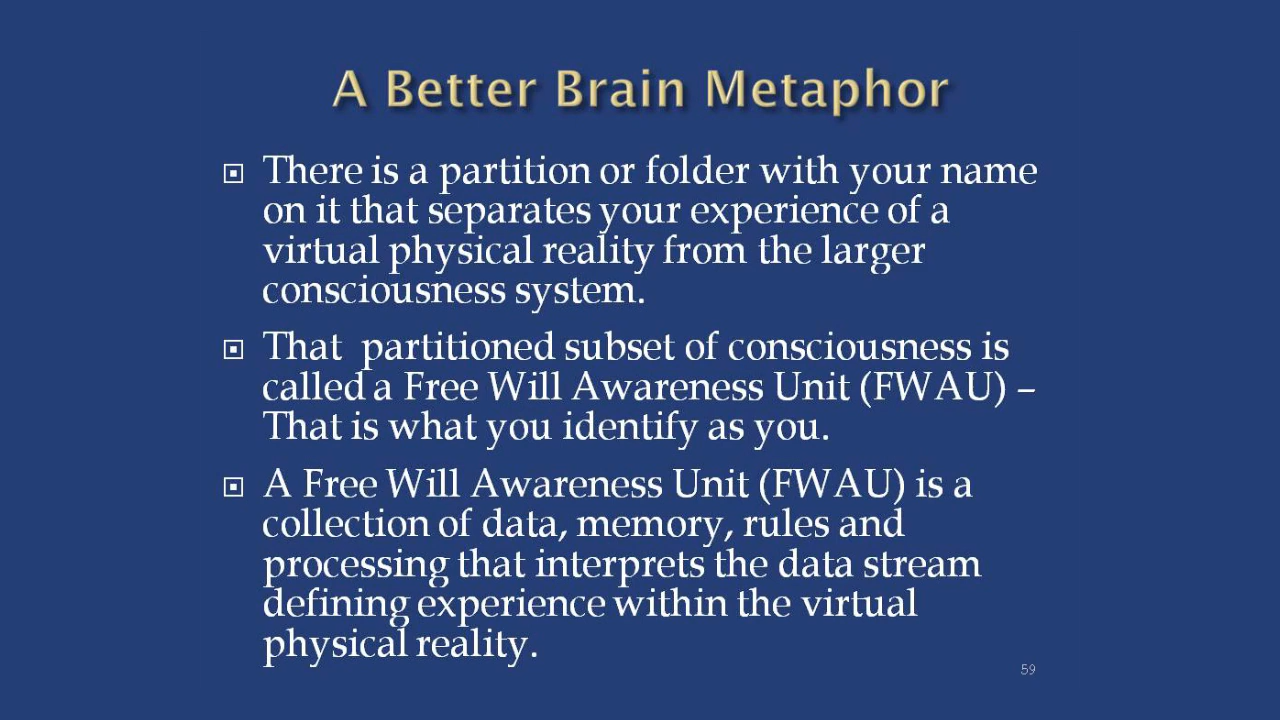 A Better Brain Metaphor
There is a partition or folder with your name
on it that separates your experience of a
virtual physical reality from the larger
consciousness system.
That  partitioned subset of consciousness is
called a Free Will Awareness Unit (FWAU) –
That is what you identify as you.
A Free Will Awareness Unit (FWAU) is a
collection of data, memory, rules and
processing that interprets the data stream
defining experience within the virtual
physical reality.
59